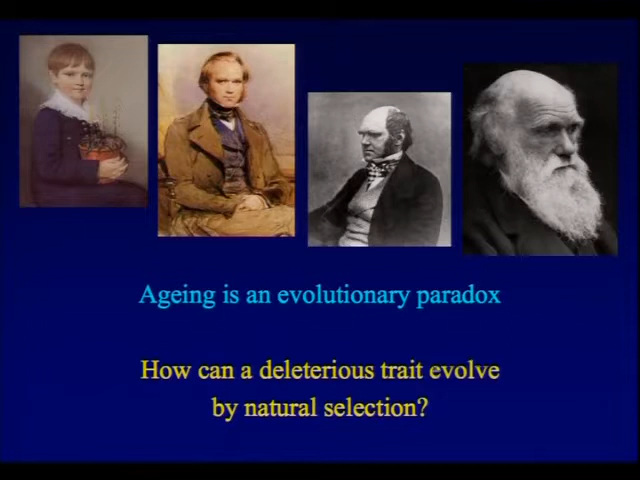 Ageing is an evolutionary paradox
How can a deleterious trait evolve
by natural selection?